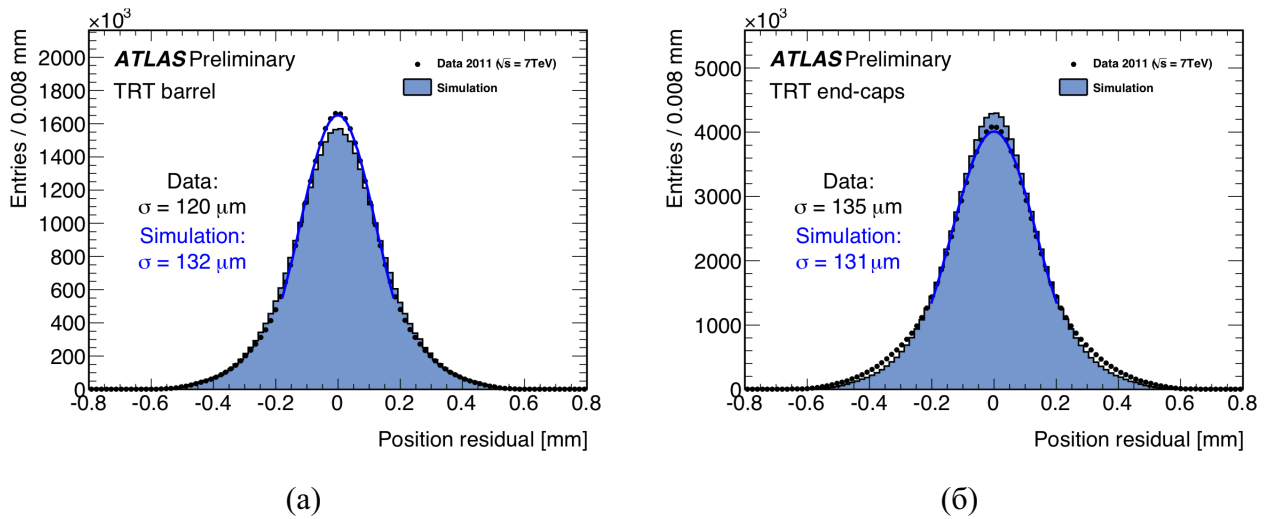 ×10³
Entries / 0.008 mm
2000
1800
1600
1400
1200
1000
800
600
400
200
0
ATLAS Preliminary
TRT barrel
Data 2011 (√s = 7TeV)
Simulation
Data:
σ = 120 μm
Simulation:
σ = 132 μm
-0.8 -0.6 -0.4 -0.2 0 0.2 0.4 0.6 0.8
Position residual [mm]
(а)
×10³
Entries / 0.008 mm
5000
4000
3000
2000
1000
0
ATLAS Preliminary
TRT end-caps
Data 2011 (√s = 7TeV)
Simulation
Data:
σ = 135 μm
Simulation:
σ = 131 μm
-0.8 -0.6 -0.4 -0.2 0 0.2 0.4 0.6 0.8
Position residual [mm]
(б)